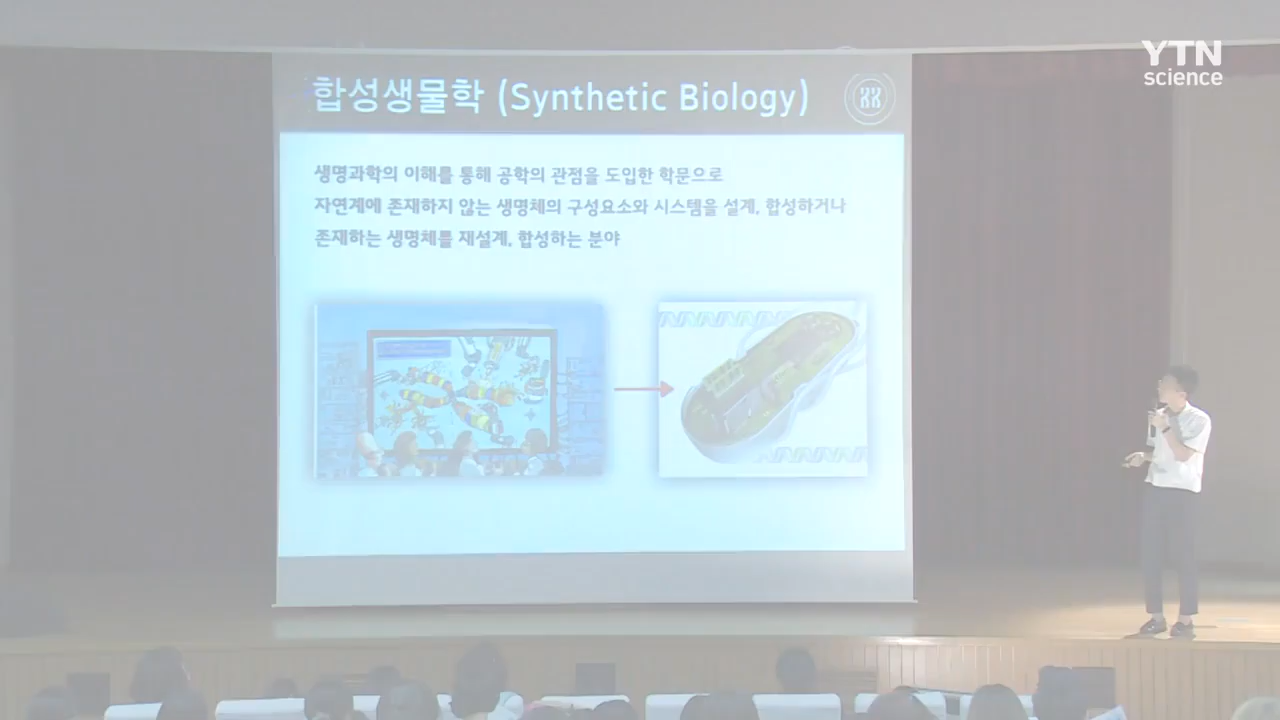 YTN
science
합성생물학 (Synthetic Biology)
생명과학의 이해를 통해 공학의 관점을 도입한 학문으로
자연계에 존재하지 않는 생명체의 구성요소와 시스템을 설계, 합성하거나
존재하는 생명체를 재설계, 합성하는 분야